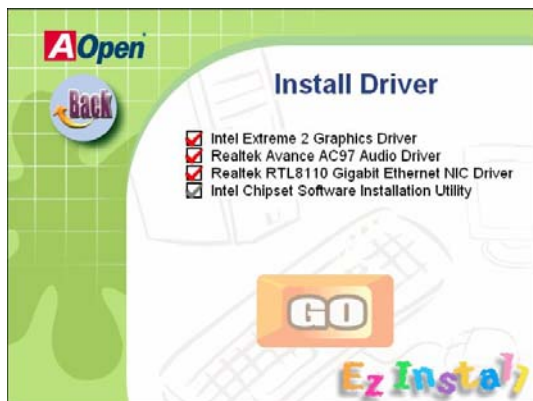 AOpen
Back
Install Driver
Intel Extreme 2 Graphics Driver
Realtek Avance AC97 Audio Driver
Realtek RTL8110 Gigabit Ethernet NIC Driver
Intel Chipset Software Installation Utility
GO
Ez Install